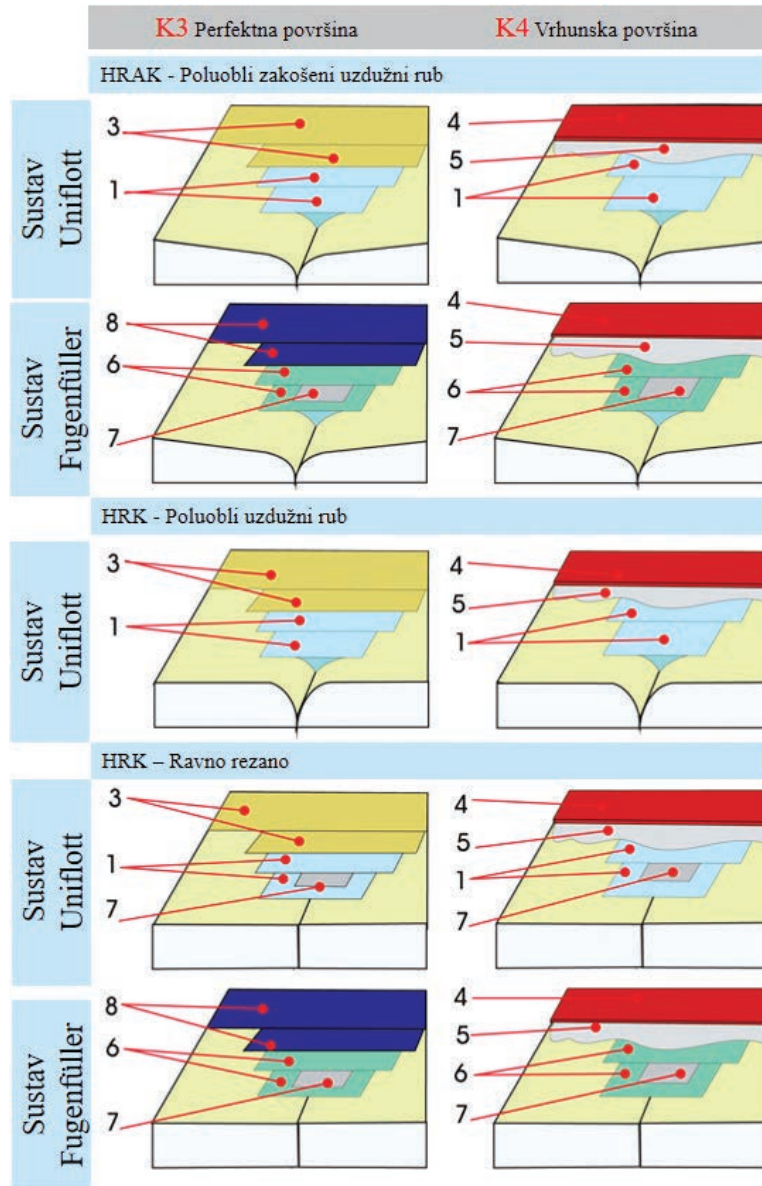 K3 Perfektna površina K4 Vrhunska površina
HRAK - Poluobli zakošeni uzdužni rub
Sustav
Uniflott
3
1
4
5
1
Sustav
Fugenfüller
8
6
7
4
5
6
7
HRK - Poluobli uzdužni rub
Sustav
Uniflott
3
1
4
5
1
HRK – Ravno rezano
Sustav
Uniflott
3
1
7
4
5
1
7
Sustav
Fugenfüller
8
6
7
4
5
6
7